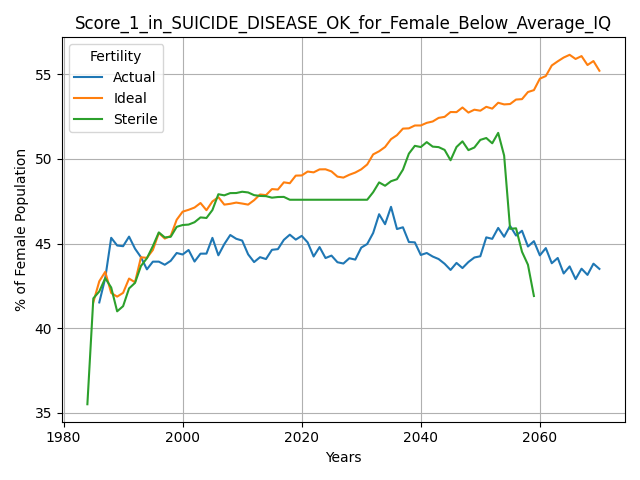 Score_1_in_SUICIDE_DISEASE_OK_for_Female_Below_Average_IQ
Fertility
Actual
Ideal
Sterile
% of Female Population
55
50
45
40
35
1980
2000
2020
2040
2060
Years